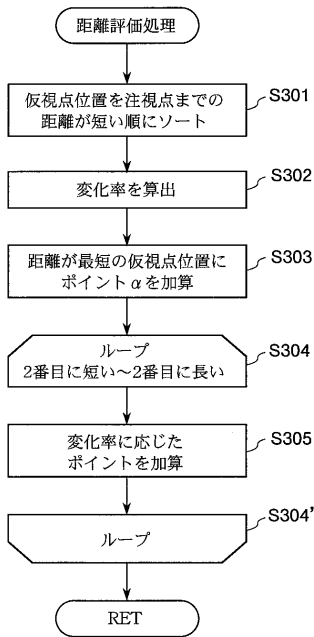 距離評価処理
仮視点位置を注視点までの
距離が短い順にソート
S301
変化率を算出
S302
距離が最短の仮視点位置に
ポイントαを加算
S303
ループ
2番目に短い～2番目に長い
S304
変化率に応じた
ポイントを加算
S305
ループ
S304’
RET